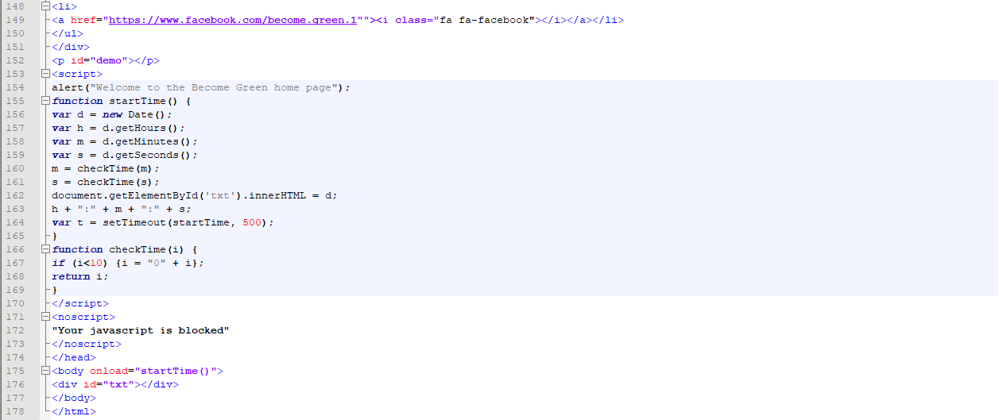 148 <li>
149 <a href="https://www.facebook.com/become.green.1""><i class="fa fa-facebook"></i></a></li>
150 </ul>
151 </div>
152 <p id="demo"></p>
153 <script>
154 alert("Welcome to the Become Green home page");
155 function startTime() {
156 var d = new Date();
157 var h = d.getHours();
158 var m = d.getMinutes();
159 var s = d.getSeconds();
160 m = checkTime(m);
161 s = checkTime(s);
162 document.getElementById('txt').innerHTML = d;
163 h + ":" + m + ":" + s;
164 var t = setTimeout(startTime, 500);
165 }
166 function checkTime(i) {
167 if (i<10) {i = "0" + i};
168 return i;
169 }
170 </script>
171 <noscript>
172 "Your javascript is blocked"
173 </noscript>
174 </head>
175 <body onload="startTime()">
176 <div id="txt"></div>
177 </body>
178 </html>